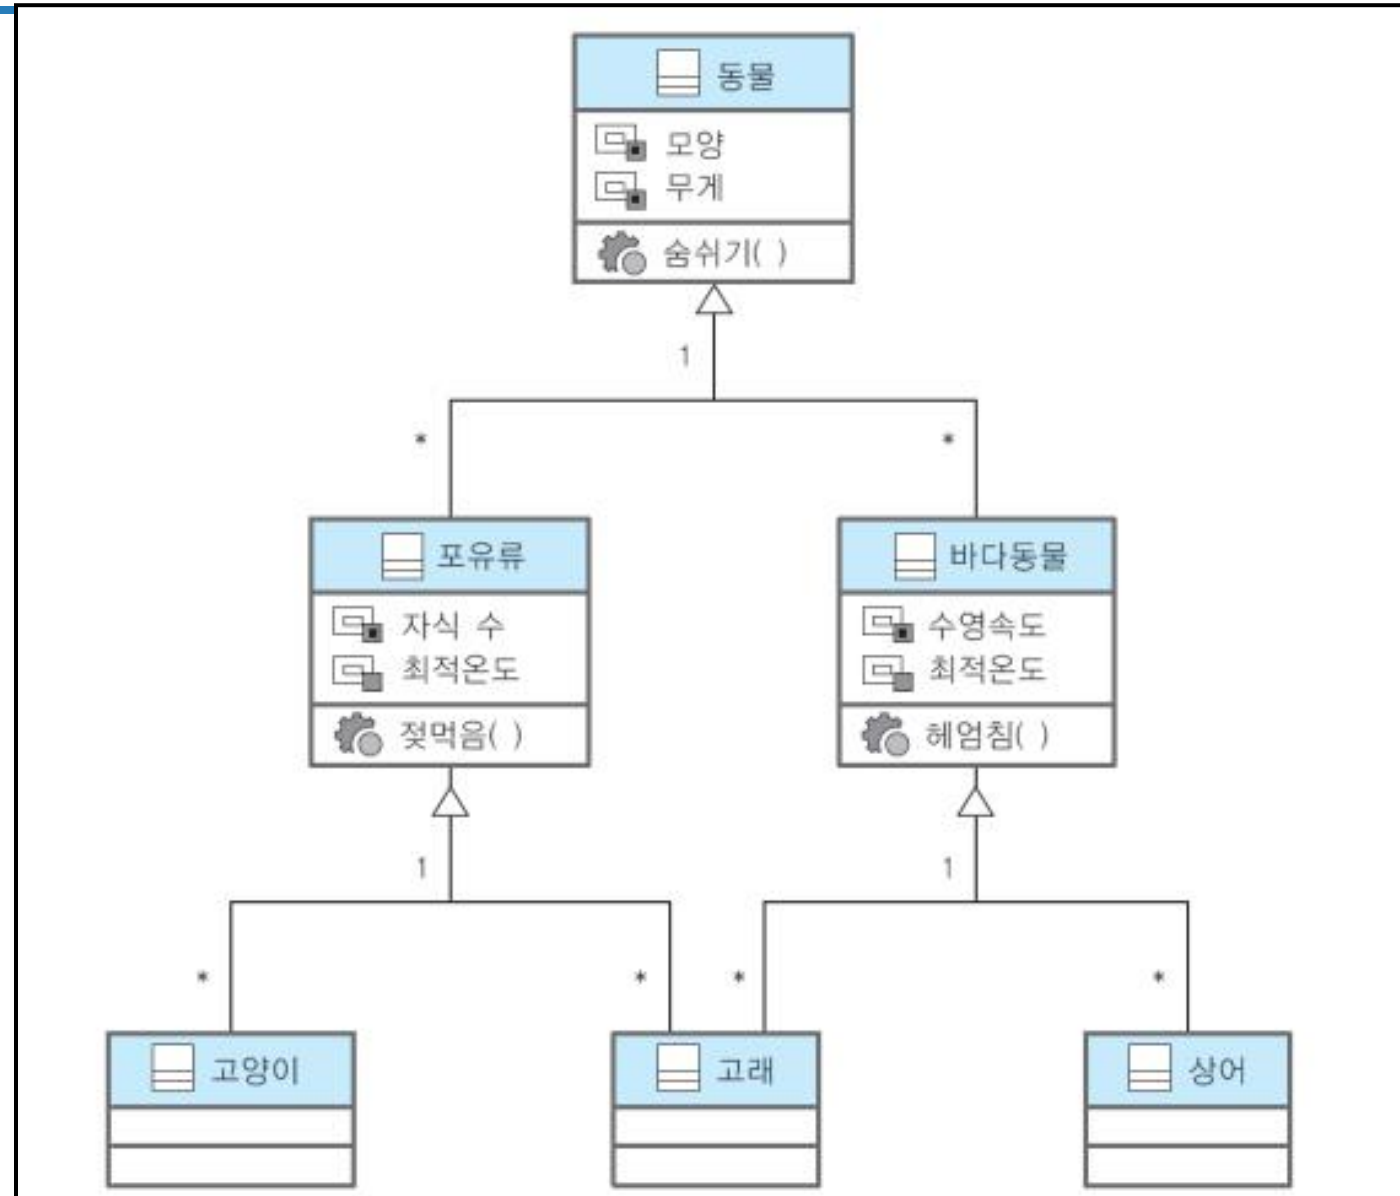 동물
모양
무게
숨쉬기( )
1
*
*
포유류
자식 수
최적온도
젖먹음( )
바다동물
수영속도
최적온도
헤엄침( )
1
1
*
*
*
*
고양이
고래
상어